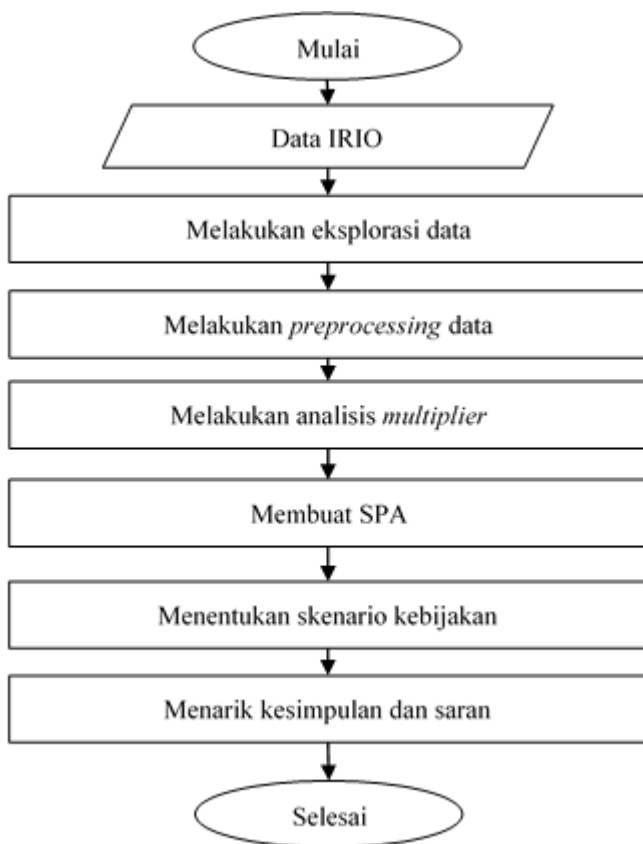 Mulai
Data IRIO
Melakukan eksplorasi data
Melakukan preprocessing data
Melakukan analisis multiplier
Membuat SPA
Menentukan skenario kebijakan
Menarik kesimpulan dan saran
Selesai